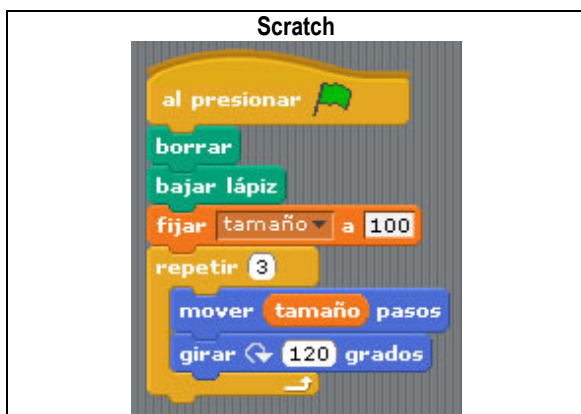 Scratch
al presionar
borrar
bajar lápiz
fijar tamaño a 100
repetir 3
mover tamaño pasos
girar 120 grados